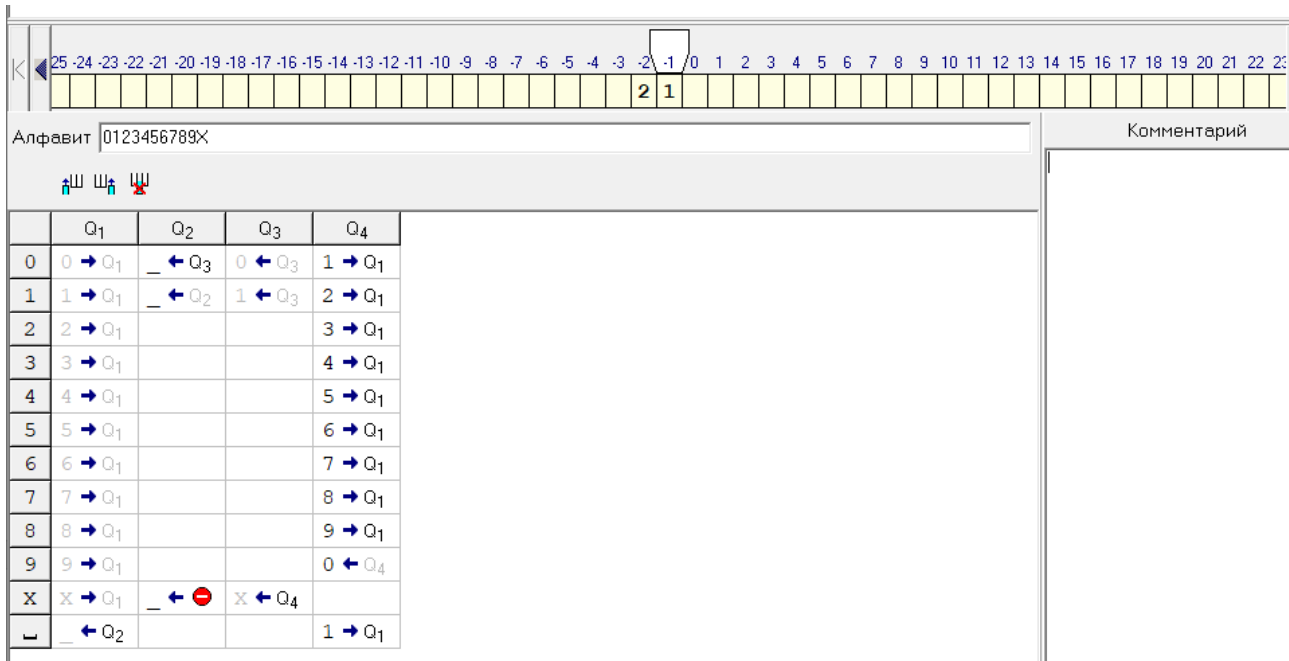 25 -24 -23 -22 -21 -20 -19 -18 -17 -16 -15 -14 -13 -12 -11 -10 -9 -8 -7 -6 -5 -4 -3 -2 -1 0 1 2 3 4 5 6 7 8 9 10 11 12 13 14 15 16 17 18 19 20 21 22 23
2 1
Алфавит 0123456789X
Комментарий
Q1 Q2 Q3 Q4
0 0 → Q1 _ ← Q3 0 ← Q3 1 → Q1
1 1 → Q1 _ ← Q2 1 ← Q3 2 → Q1
2 2 → Q1 3 → Q1
3 3 → Q1 4 → Q1
4 4 → Q1 5 → Q1
5 5 → Q1 6 → Q1
6 6 → Q1 7 → Q1
7 7 → Q1 8 → Q1
8 8 → Q1 9 → Q1
9 9 → Q1 0 ← Q4
X X → Q1 _ ← X ← Q4
_ ← Q2 1 → Q1